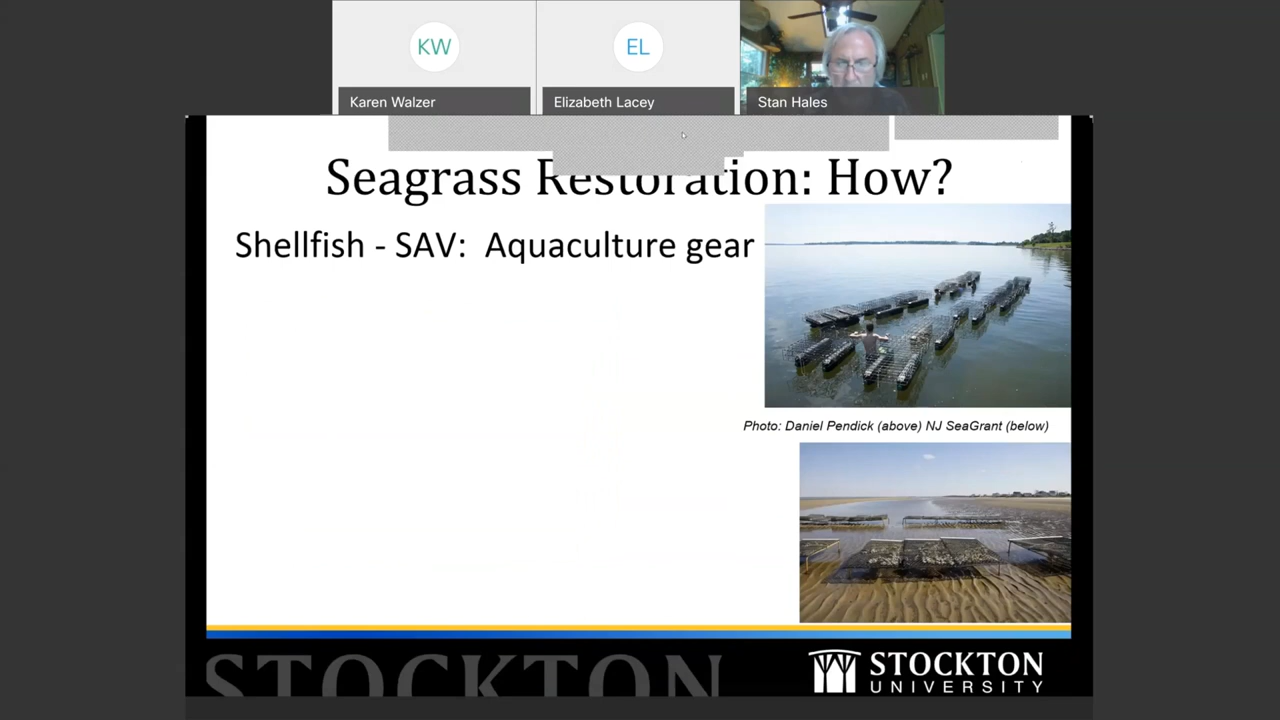 KW
EL
Karen Walzer
Elizabeth Lacey
Stan Hales
Seagrass Restoration: How?
Shellfish - SAV:  Aquaculture gear
Photo: Daniel Pendick (above) NJ SeaGrant (below)
STOCKTON
STOCKTON
UNIVERSITY